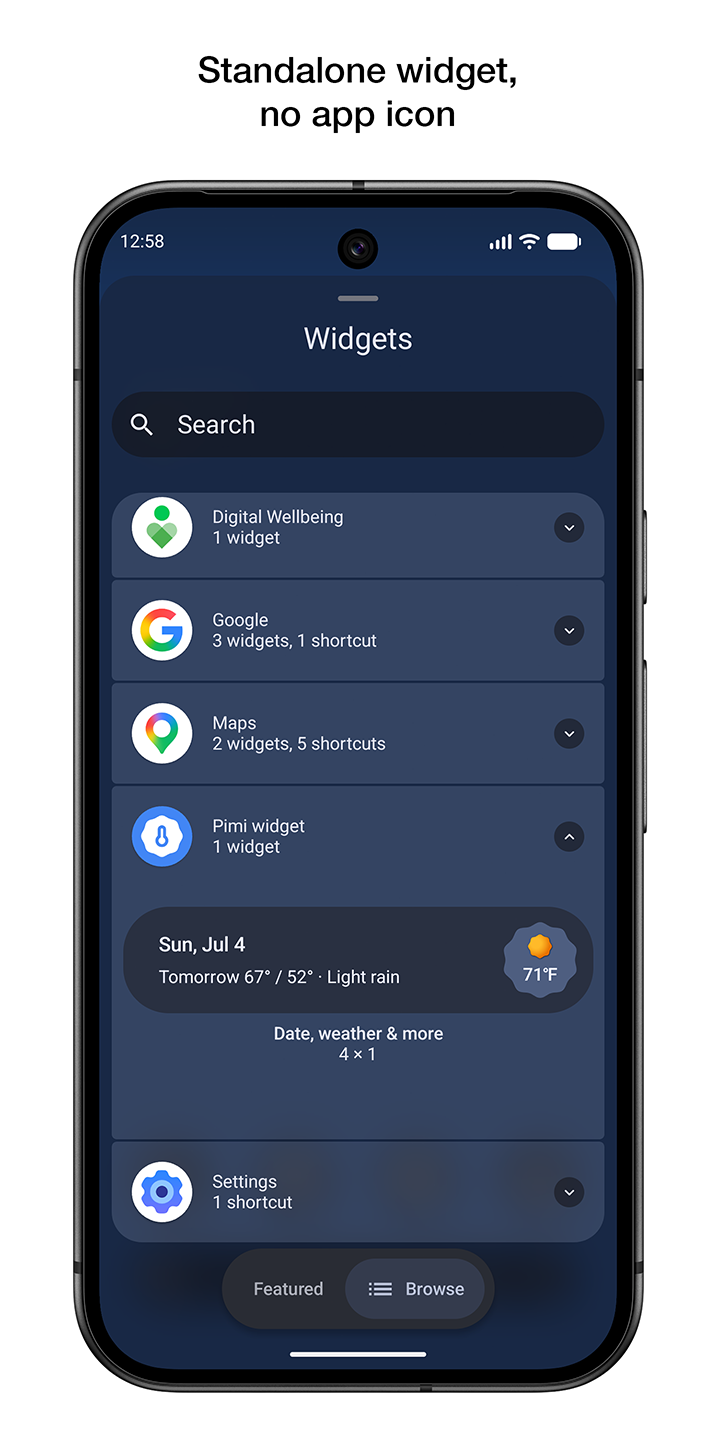 Standalone widget,
no app icon
12:58
Widgets
Search
Digital Wellbeing
1 widget
Google
3 widgets, 1 shortcut
Maps
2 widgets, 5 shortcuts
Pimi widget
1 widget
Sun, Jul 4
Tomorrow 67° / 52° · Light rain
71°F
Date, weather & more
4 × 1
Settings
1 shortcut
Featured
Browse